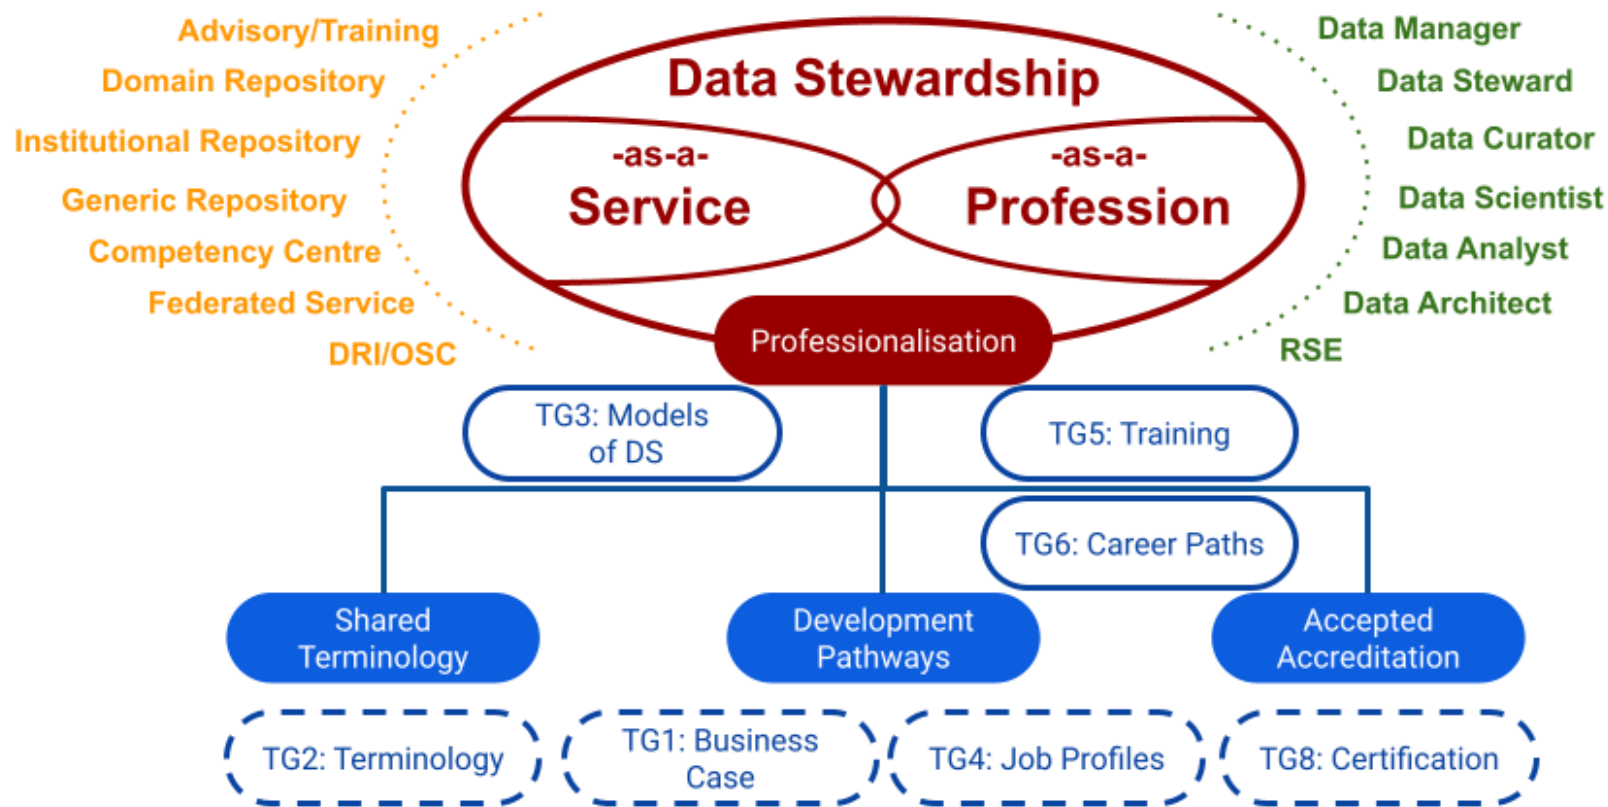 Advisory/Training
Domain Repository
Institutional Repository
Generic Repository
Competency Centre
Federated Service
DRI/OSC
Data Stewardship
-as-a-
Service
-as-a-
Profession
Professionalisation
Data Manager
Data Steward
Data Curator
Data Scientist
Data Analyst
Data Architect
RSE
TG3: Models
of DS
TG5: Training
TG6: Career Paths
Shared
Terminology
Development
Pathways
Accepted
Accreditation
TG2: Terminology
TG1: Business
Case
TG4: Job Profiles
TG8: Certification